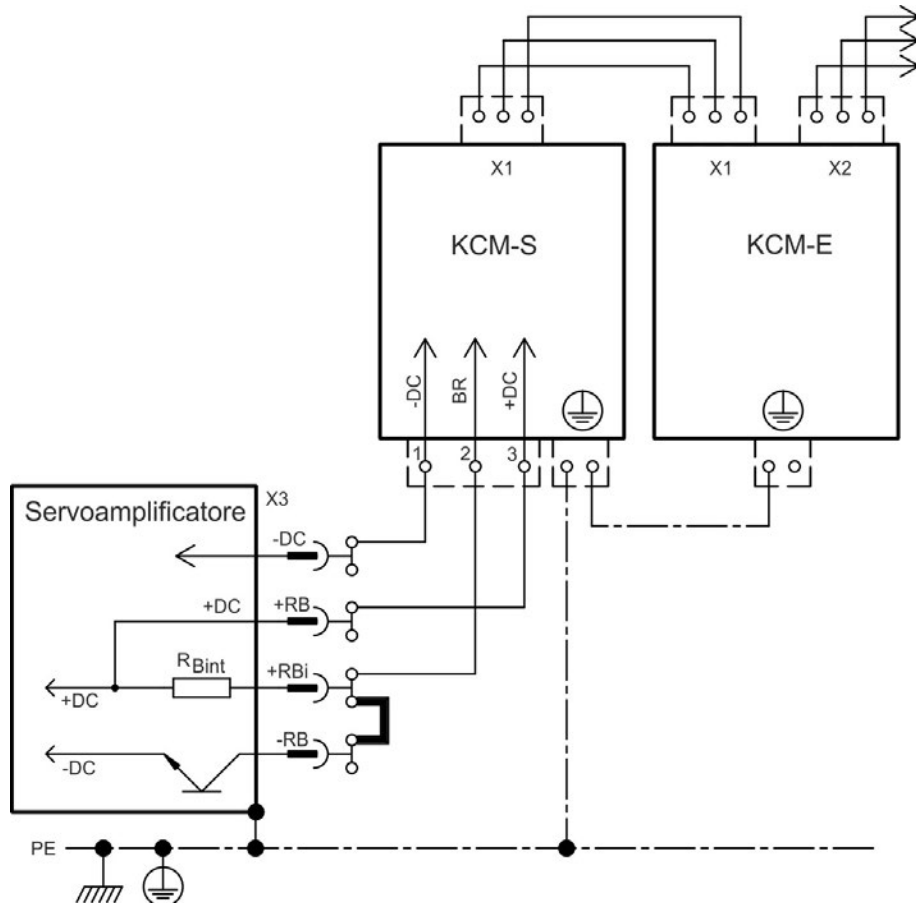 X1
X1
X2
KCM-S
KCM-E
-DC
BR
+DC
1
2
3
Servoamplificatore
X3
-DC
+DC
+RB
RBint
+RBi
+DC
-RB
-DC
PE